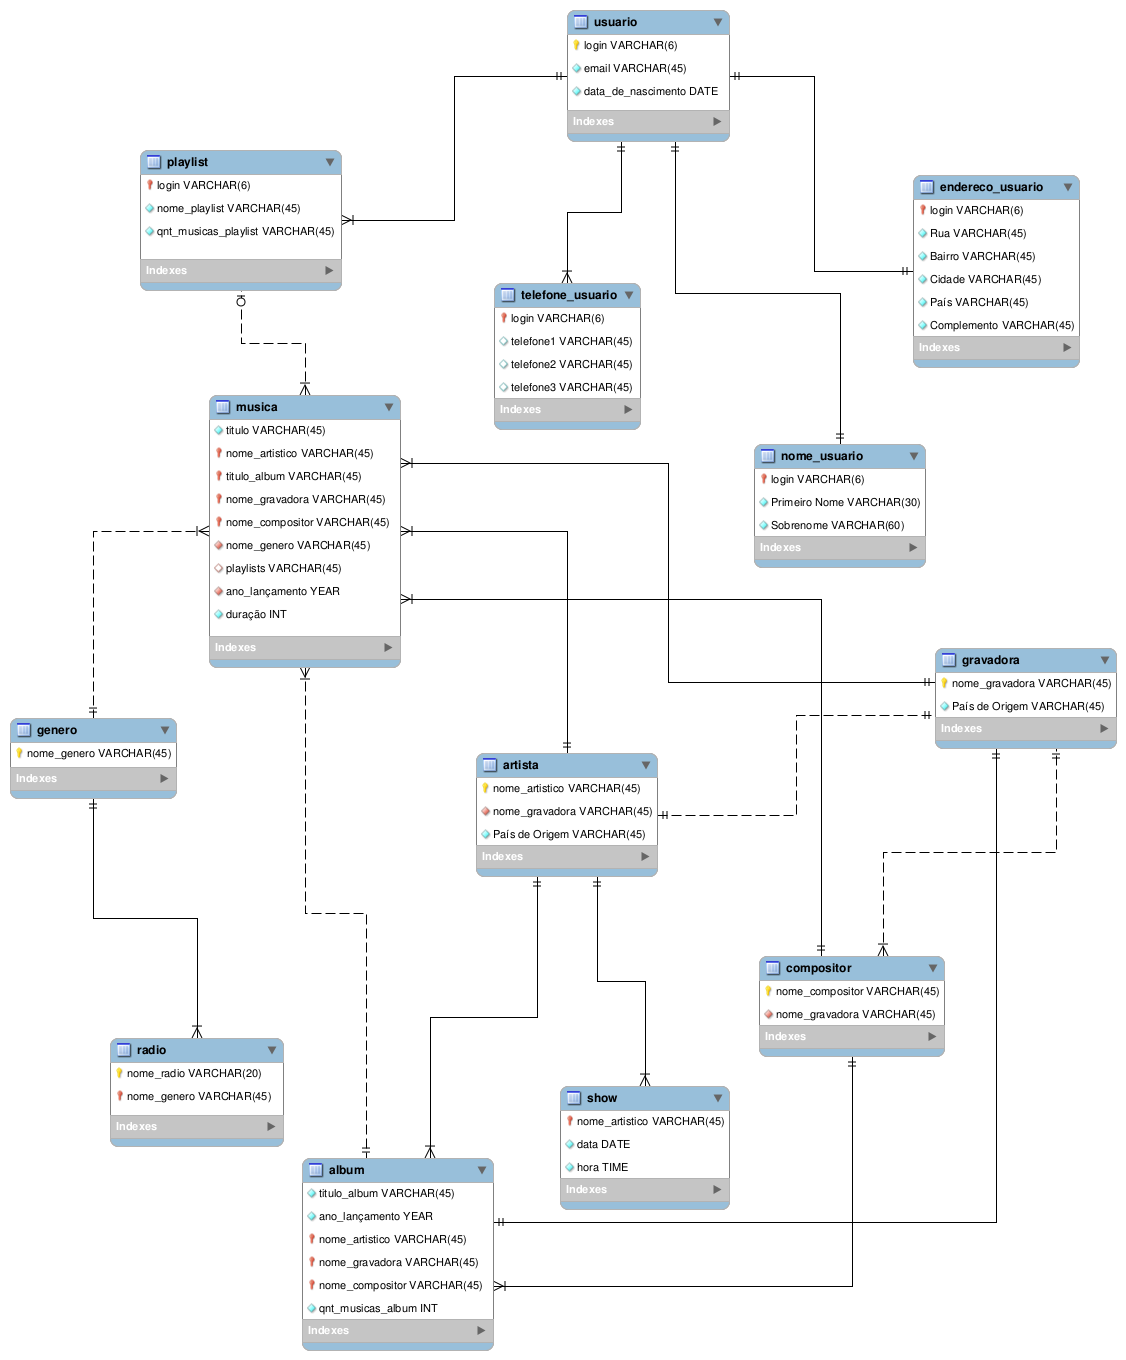 usuario
login VARCHAR(6)
email VARCHAR(45)
data_de_nascimento DATE
Indexes
playlist
login VARCHAR(6)
nome_playlist VARCHAR(45)
qnt_musicas_playlist VARCHAR(45)
Indexes
endereco_usuario
login VARCHAR(6)
Rua VARCHAR(45)
Bairro VARCHAR(45)
Cidade VARCHAR(45)
País VARCHAR(45)
Complemento VARCHAR(45)
Indexes
telefone_usuario
login VARCHAR(6)
telefone1 VARCHAR(45)
telefone2 VARCHAR(45)
telefone3 VARCHAR(45)
Indexes
musica
titulo VARCHAR(45)
nome_artistico VARCHAR(45)
titulo_album VARCHAR(45)
nome_gravadora VARCHAR(45)
nome_compositor VARCHAR(45)
nome_genero VARCHAR(45)
playlists VARCHAR(45)
ano_lançamento YEAR
duração INT
Indexes
nome_usuario
login VARCHAR(6)
Primeiro Nome VARCHAR(30)
Sobrenome VARCHAR(60)
Indexes
gravadora
nome_gravadora VARCHAR(45)
País de Origem VARCHAR(45)
Indexes
genero
nome_genero VARCHAR(45)
Indexes
artista
nome_artistico VARCHAR(45)
nome_gravadora VARCHAR(45)
País de Origem VARCHAR(45)
Indexes
compositor
nome_compositor VARCHAR(45)
nome_gravadora VARCHAR(45)
Indexes
radio
nome_radio VARCHAR(20)
nome_genero VARCHAR(45)
Indexes
show
nome_artistico VARCHAR(45)
data DATE
hora TIME
Indexes
album
titulo_album VARCHAR(45)
ano_lançamento YEAR
nome_artistico VARCHAR(45)
nome_gravadora VARCHAR(45)
nome_compositor VARCHAR(45)
qnt_musicas_album INT
Indexes